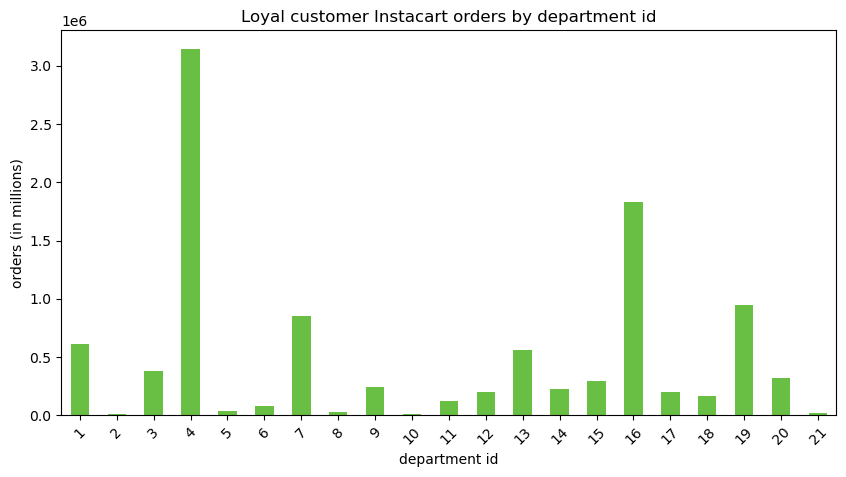 Loyal customer Instacart orders by department id
1e6
3.0
2.5
2.0
1.5
1.0
0.5
0.0
orders (in millions)
1 2 3 4 5 6 7 8 9 10 11 12 13 14 15 16 17 18 19 20 21
department id